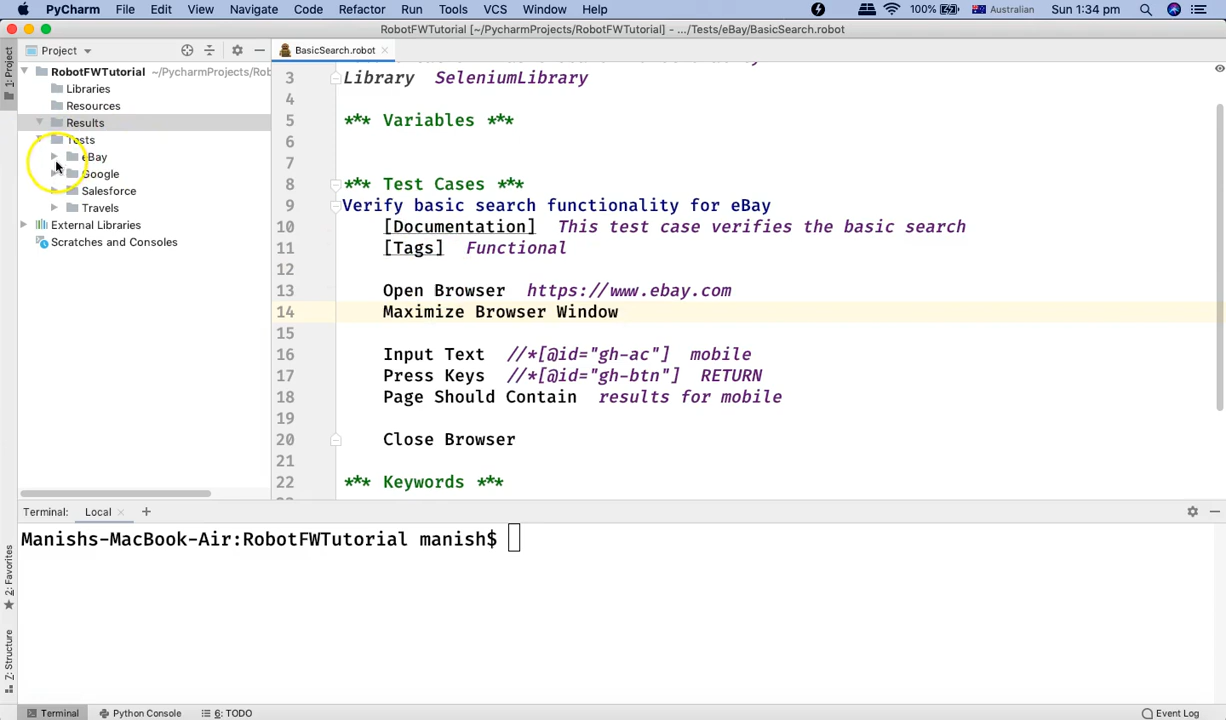 PyCharm File Edit View Navigate Code Refactor Run Tools VCS Window Help 100% Australian Sun 1:34 pm
RobotFWTutorial [~/PycharmProjects/RobotFWTutorial] - .../Tests/eBay/BasicSearch.robot
1: Project
Project
BasicSearch.robot
RobotFWTutorial ~/PycharmProjects/Rob
Libraries
Resources
Results
Tests
eBay
Google
Salesforce
Travels
External Libraries
Scratches and Consoles
3 Library SeleniumLibrary
4
5 *** Variables ***
6
7
8 *** Test Cases ***
9 Verify basic search functionality for eBay
10 [Documentation] This test case verifies the basic search
11 [Tags] Functional
12
13 Open Browser https://www.ebay.com
14 Maximize Browser Window
15
16 Input Text //*[@id="gh-ac"] mobile
17 Press Keys //*[@id="gh-btn"] RETURN
18 Page Should Contain results for mobile
19
20 Close Browser
21
22 *** Keywords ***
Terminal: Local
Manishs-MacBook-Air:RobotFWTutorial manish$
2: Favorites
Z: Structure
Terminal Python Console 6: TODO Event Log